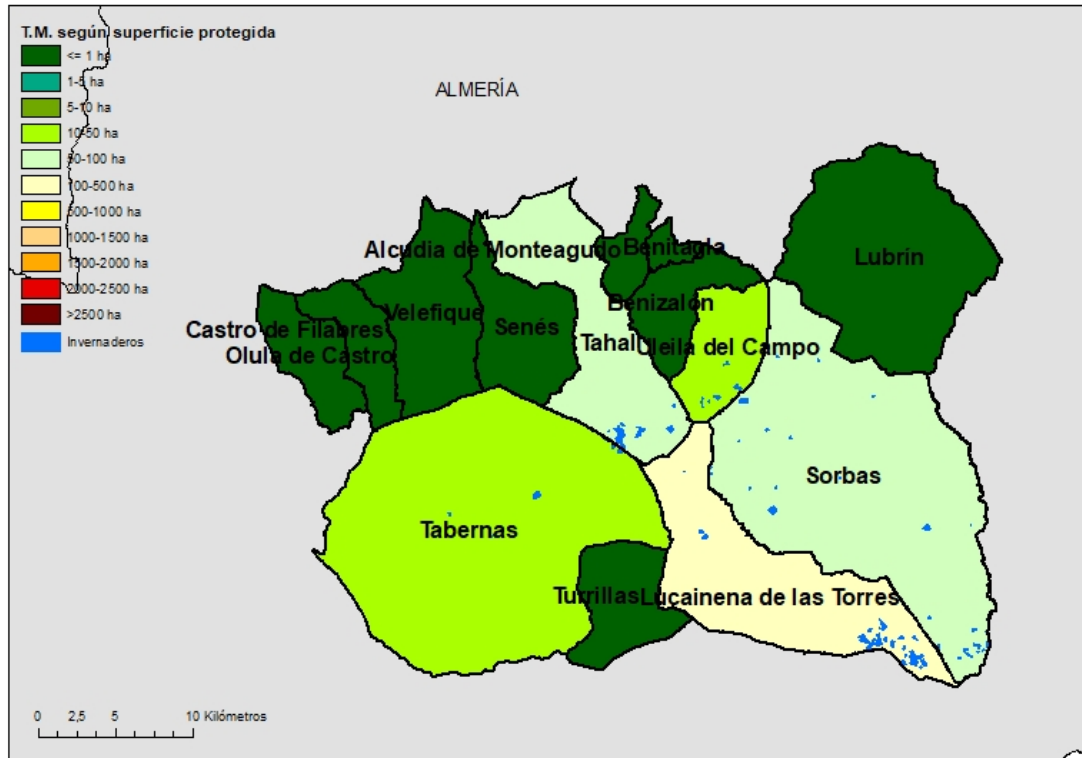 T.M. según superficie protegida
<= 1 ha
1-5 ha
5-10 ha
10-50 ha
50-100 ha
100-500 ha
500-1000 ha
1000-1500 ha
1500-2000 ha
2000-2500 ha
>2500 ha
Invernaderos
ALMERÍA
Alcudia de Monteagudo
Benitagla
Lubrín
Benizalón
Velefique
Senés
Castro de Filabres
Olula de Castro
Tahal
Uleila del Campo
Sorbas
Tabernas
Turrillas
Lucainena de las Torres
0 2,5 5 10 Kilómetros